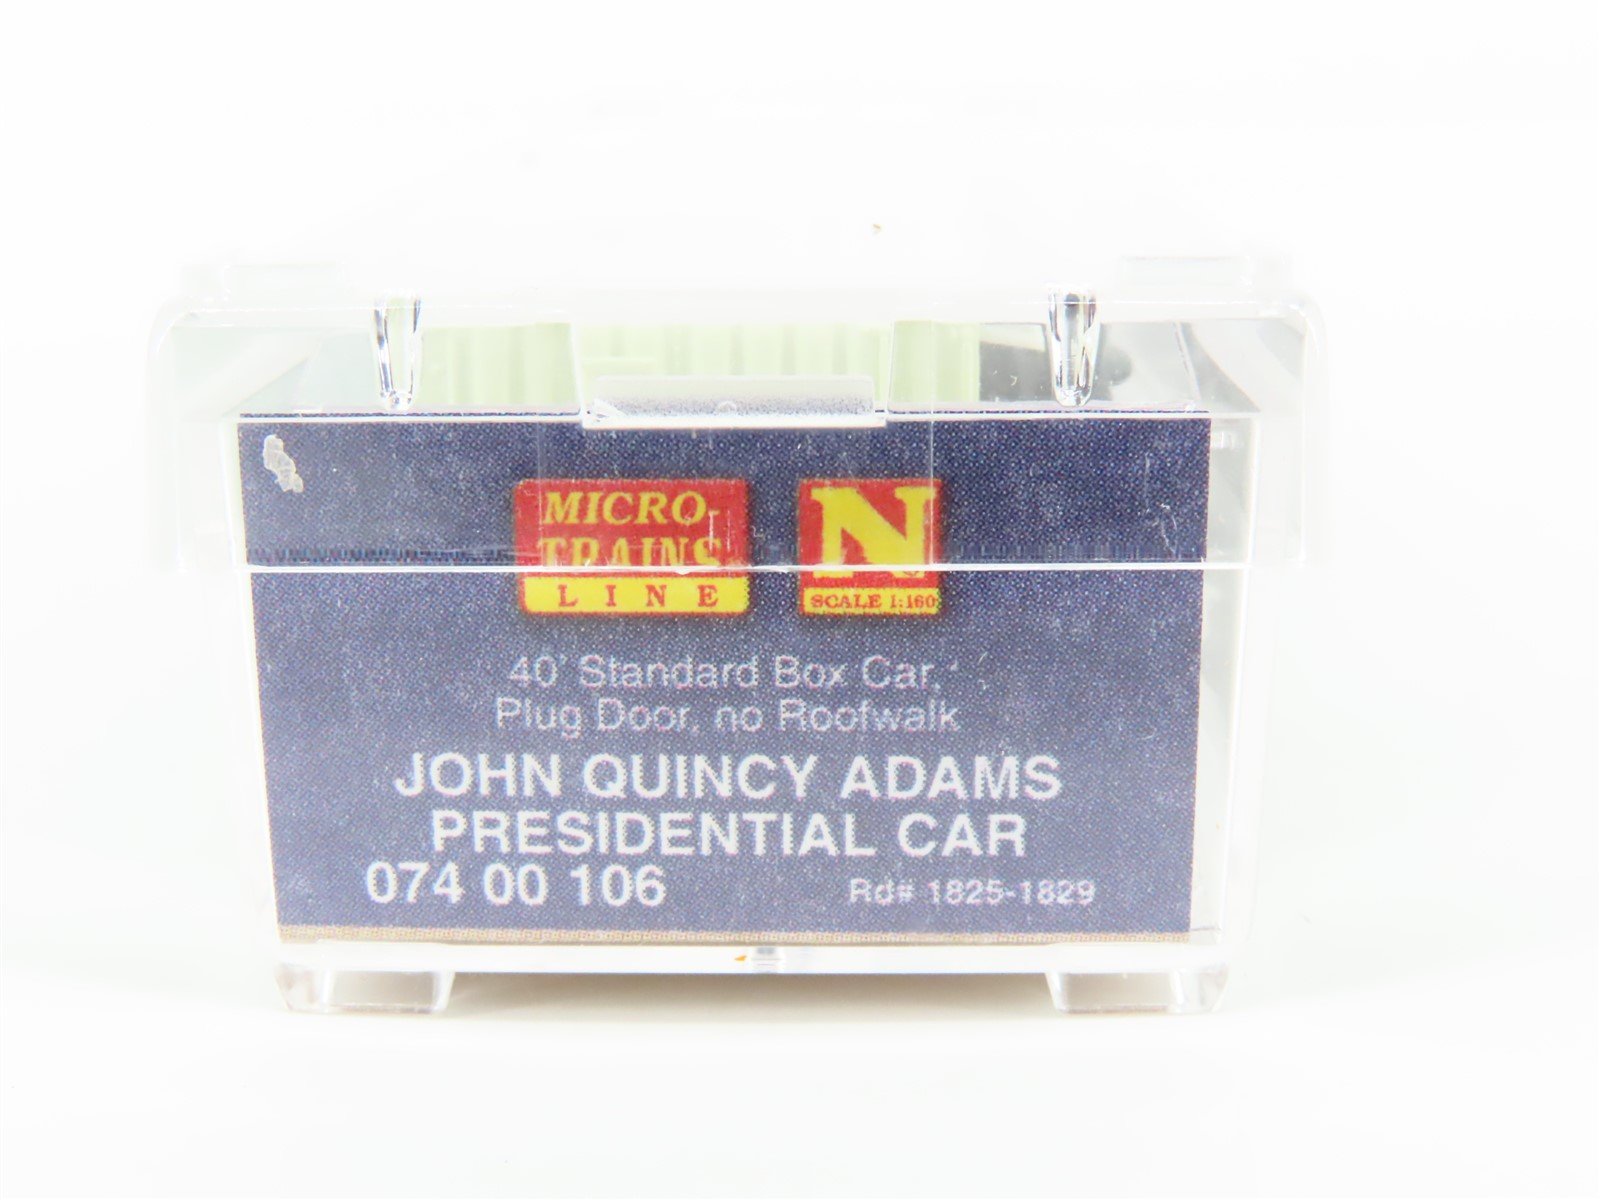 MICRO-
TRAINS
LINE
N
SCALE 1:160
40' Standard Box Car,
Plug Door, no Roofwalk
JOHN QUINCY ADAMS
PRESIDENTIAL CAR
074 00 106 Rd# 1825-1829